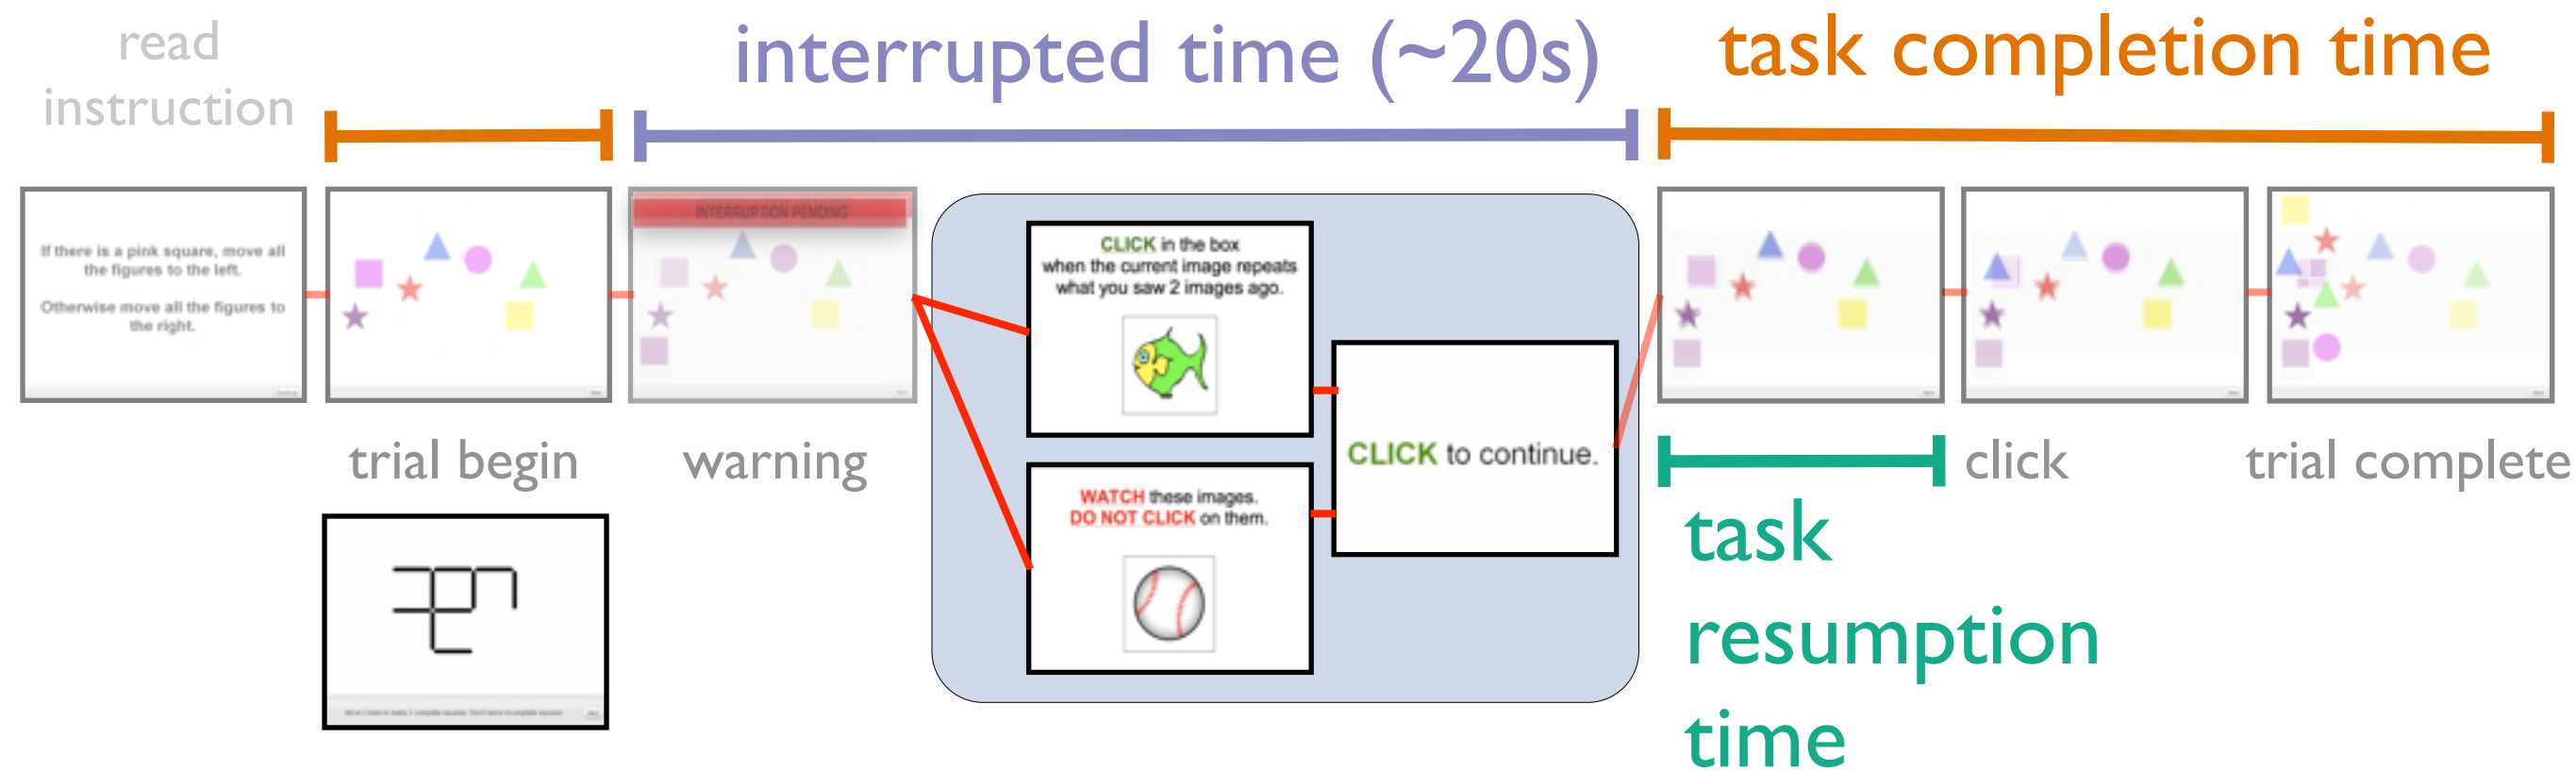 read
instruction
interrupted time (~20s)
task completion time
If there is a pink square, move all
the figures to the left.
Otherwise move all the figures to
the right.
INTERRUPTION PENDING
CLICK in the box
when the current image repeats
what you saw 2 images ago.
WATCH these images.
DO NOT CLICK on them.
CLICK to continue.
trial begin
warning
click
trial complete
task
resumption
time